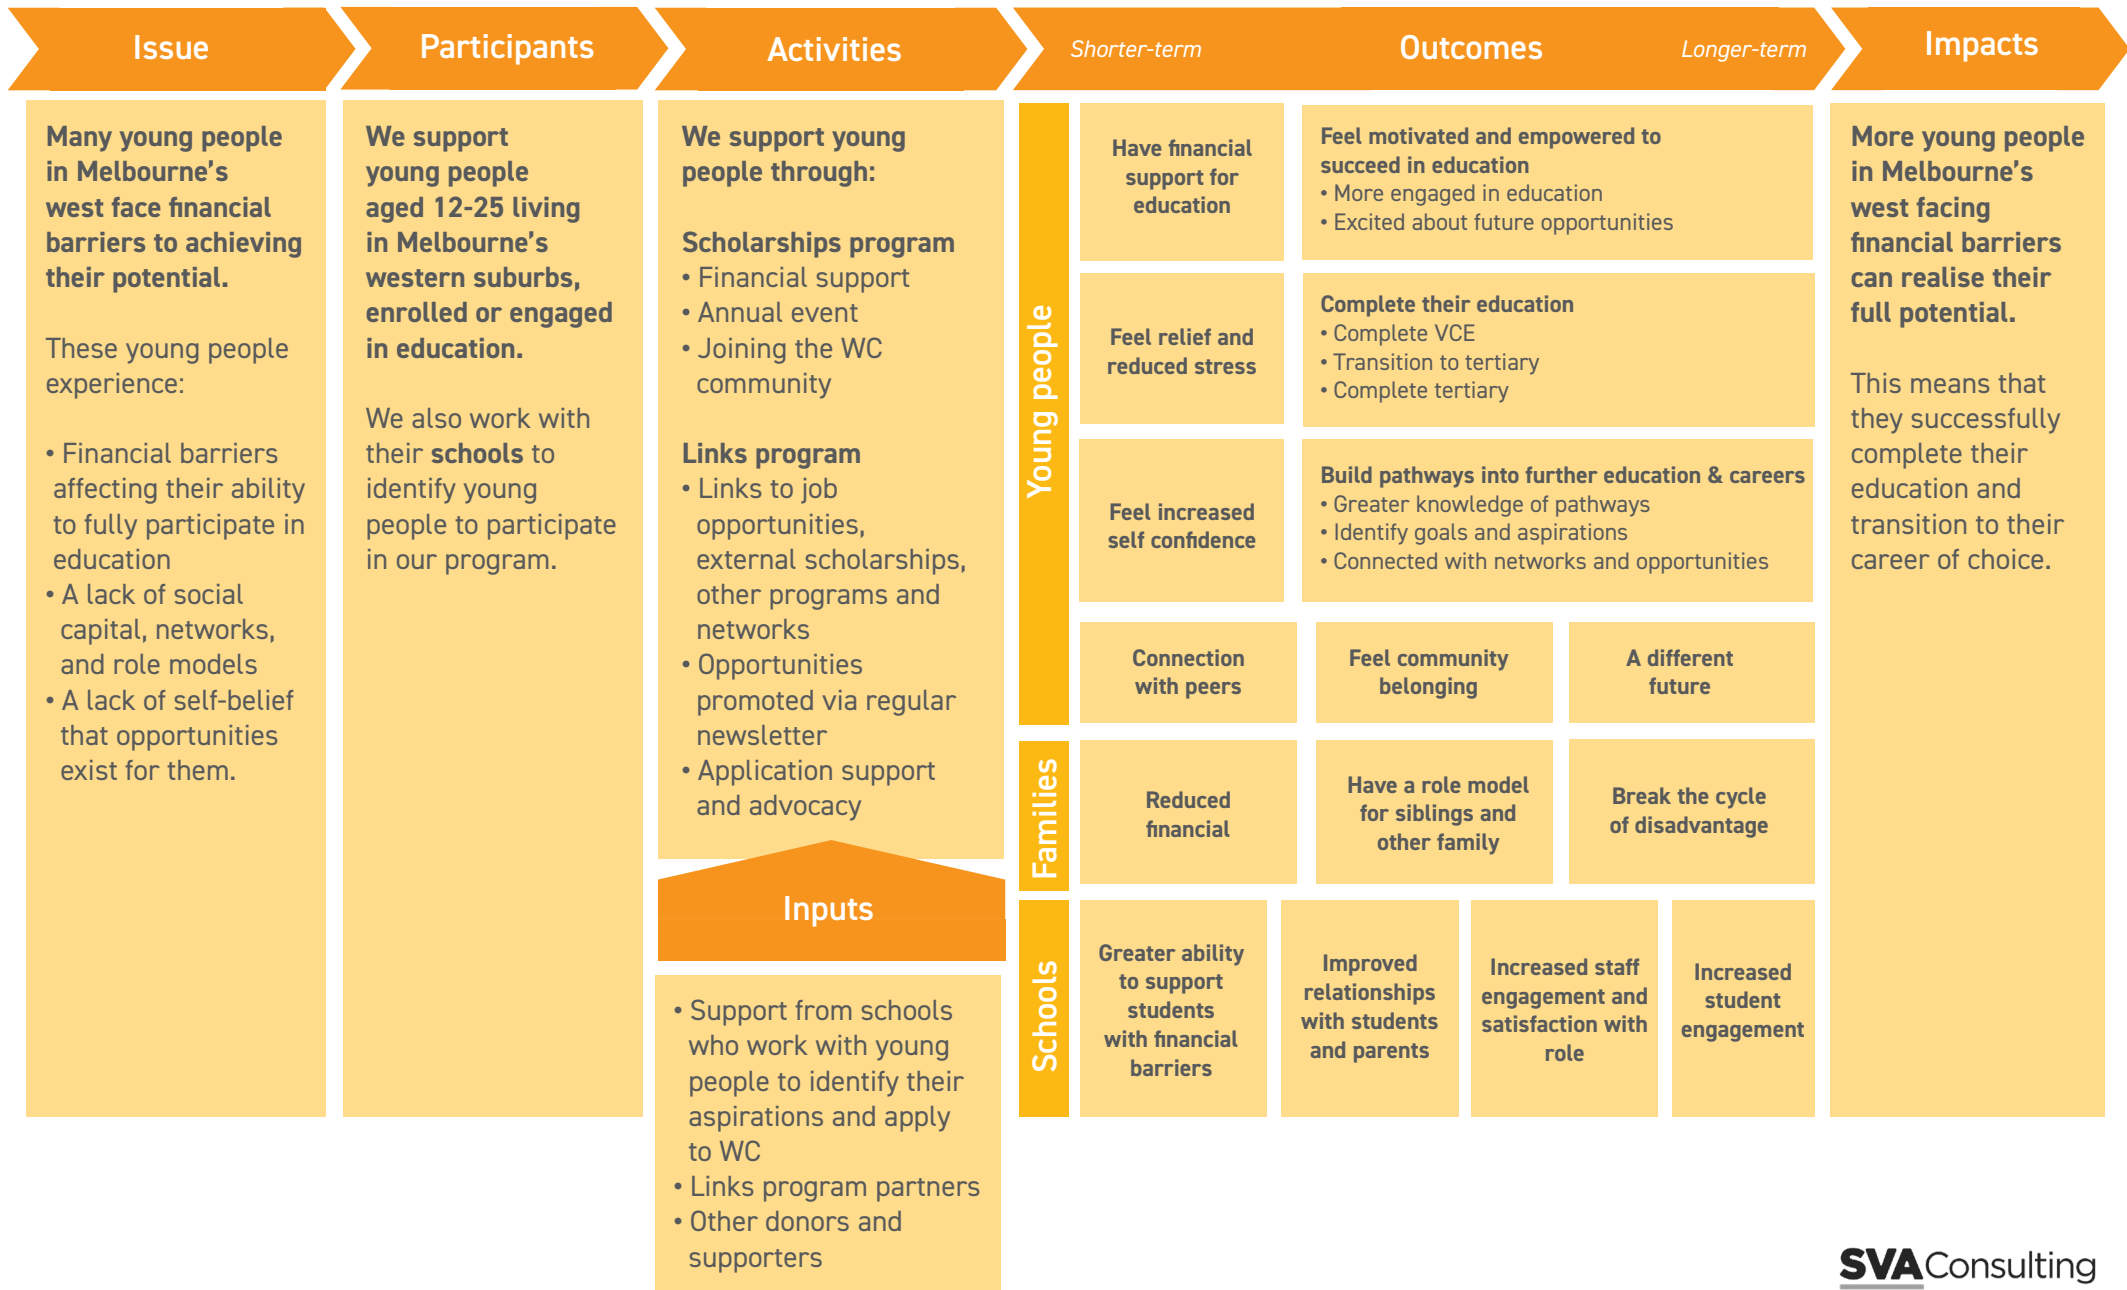 Issue
Participants
Activities
Shorter-term
Outcomes
Longer-term
Impacts
Many young people
in Melbourne's
west face financial
barriers to achieving
their potential.
These young people
experience:
• Financial barriers
affecting their ability
to fully participate in
education
• A lack of social
capital, networks,
and role models
• A lack of self-belief
that opportunities
exist for them.
We support
young people
aged 12-25 living
in Melbourne's
western suburbs,
enrolled or engaged
in education.
We also work with
their schools to
identify young
people to participate
in our program.
We support young
people through:
Scholarships program
• Financial support
• Annual event
• Joining the WC
community
Links program
• Links to job
opportunities,
external scholarships,
other programs and
networks
• Opportunities
promoted via regular
newsletter
• Application support
and advocacy
Inputs
• Support from schools
who work with young
people to identify their
aspirations and apply
to WC
• Links program partners
• Other donors and
supporters
Young people
Have financial
support for
education
Feel motivated and empowered to
succeed in education
• More engaged in education
• Excited about future opportunities
Feel relief and
reduced stress
Complete their education
• Complete VCE
• Transition to tertiary
• Complete tertiary
Feel increased
self confidence
Build pathways into further education & careers
• Greater knowledge of pathways
• Identify goals and aspirations
• Connected with networks and opportunities
Connection
with peers
Feel community
belonging
A different
future
Families
Reduced
financial
Have a role model
for siblings and
other family
Break the cycle
of disadvantage
Schools
Greater ability
to support
students
with financial
barriers
Improved
relationships
with students
and parents
Increased staff
engagement and
satisfaction with
role
Increased
student
engagement
More young people
in Melbourne's
west facing
financial barriers
can realise their
full potential.
This means that
they successfully
complete their
education and
transition to their
career of choice.
SVA Consulting